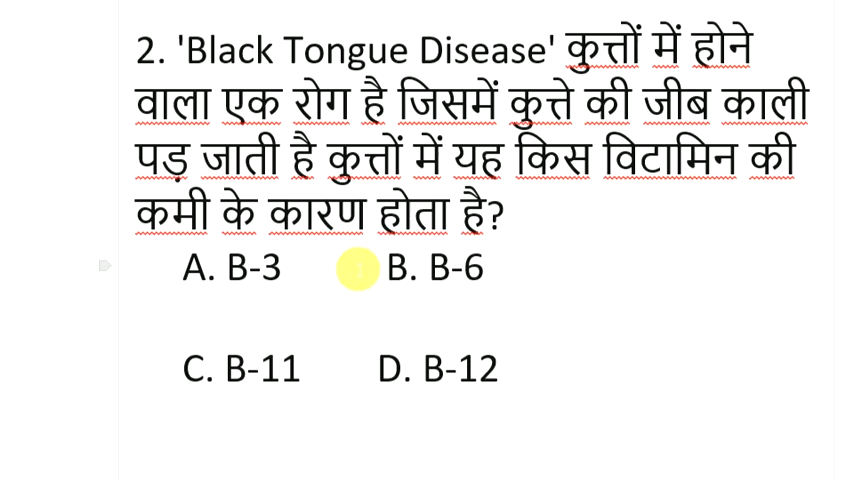 2. 'Black Tongue Disease' कुत्तों में होने
वाला एक रोग है जिसमें कुत्ते की जीब काली
पड़ जाती है कुत्तों में यह किस विटामिन की
कमी के कारण होता है?
A. B-3 B. B-6
C. B-11 D. B-12